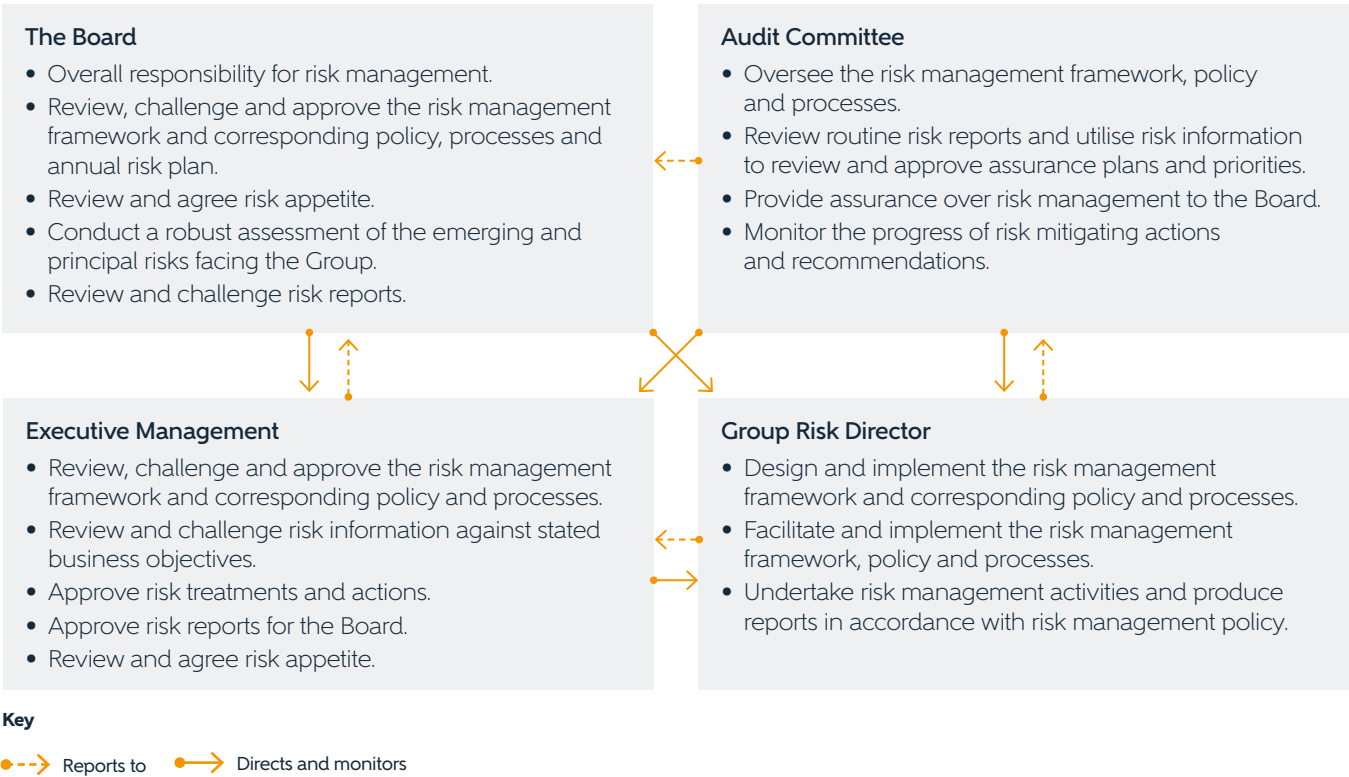 The Board
• Overall responsibility for risk management.
• Review, challenge and approve the risk management
framework and corresponding policy, processes and
annual risk plan.
• Review and agree risk appetite.
• Conduct a robust assessment of the emerging and
principal risks facing the Group.
• Review and challenge risk reports.
Audit Committee
• Oversee the risk management framework, policy
and processes.
• Review routine risk reports and utilise risk information
to review and approve assurance plans and priorities.
• Provide assurance over risk management to the Board.
• Monitor the progress of risk mitigating actions
and recommendations.
Executive Management
• Review, challenge and approve the risk management
framework and corresponding policy and processes.
• Review and challenge risk information against stated
business objectives.
• Approve risk treatments and actions.
• Approve risk reports for the Board.
• Review and agree risk appetite.
Group Risk Director
• Design and implement the risk management
framework and corresponding policy and processes.
• Facilitate and implement the risk management
framework, policy and processes.
• Undertake risk management activities and produce
reports in accordance with risk management policy.
Key
Reports to
Directs and monitors